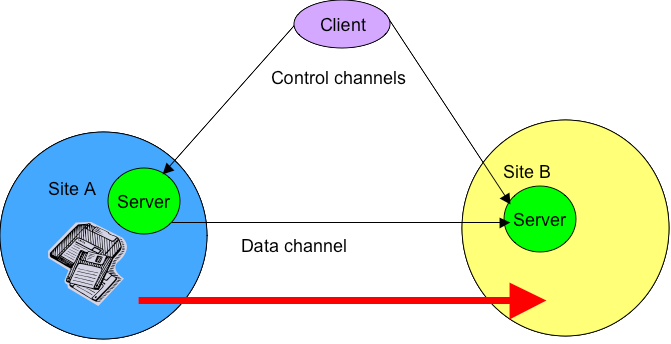 Client
Control channels
Site A
Server
Site B
Server
Data channel